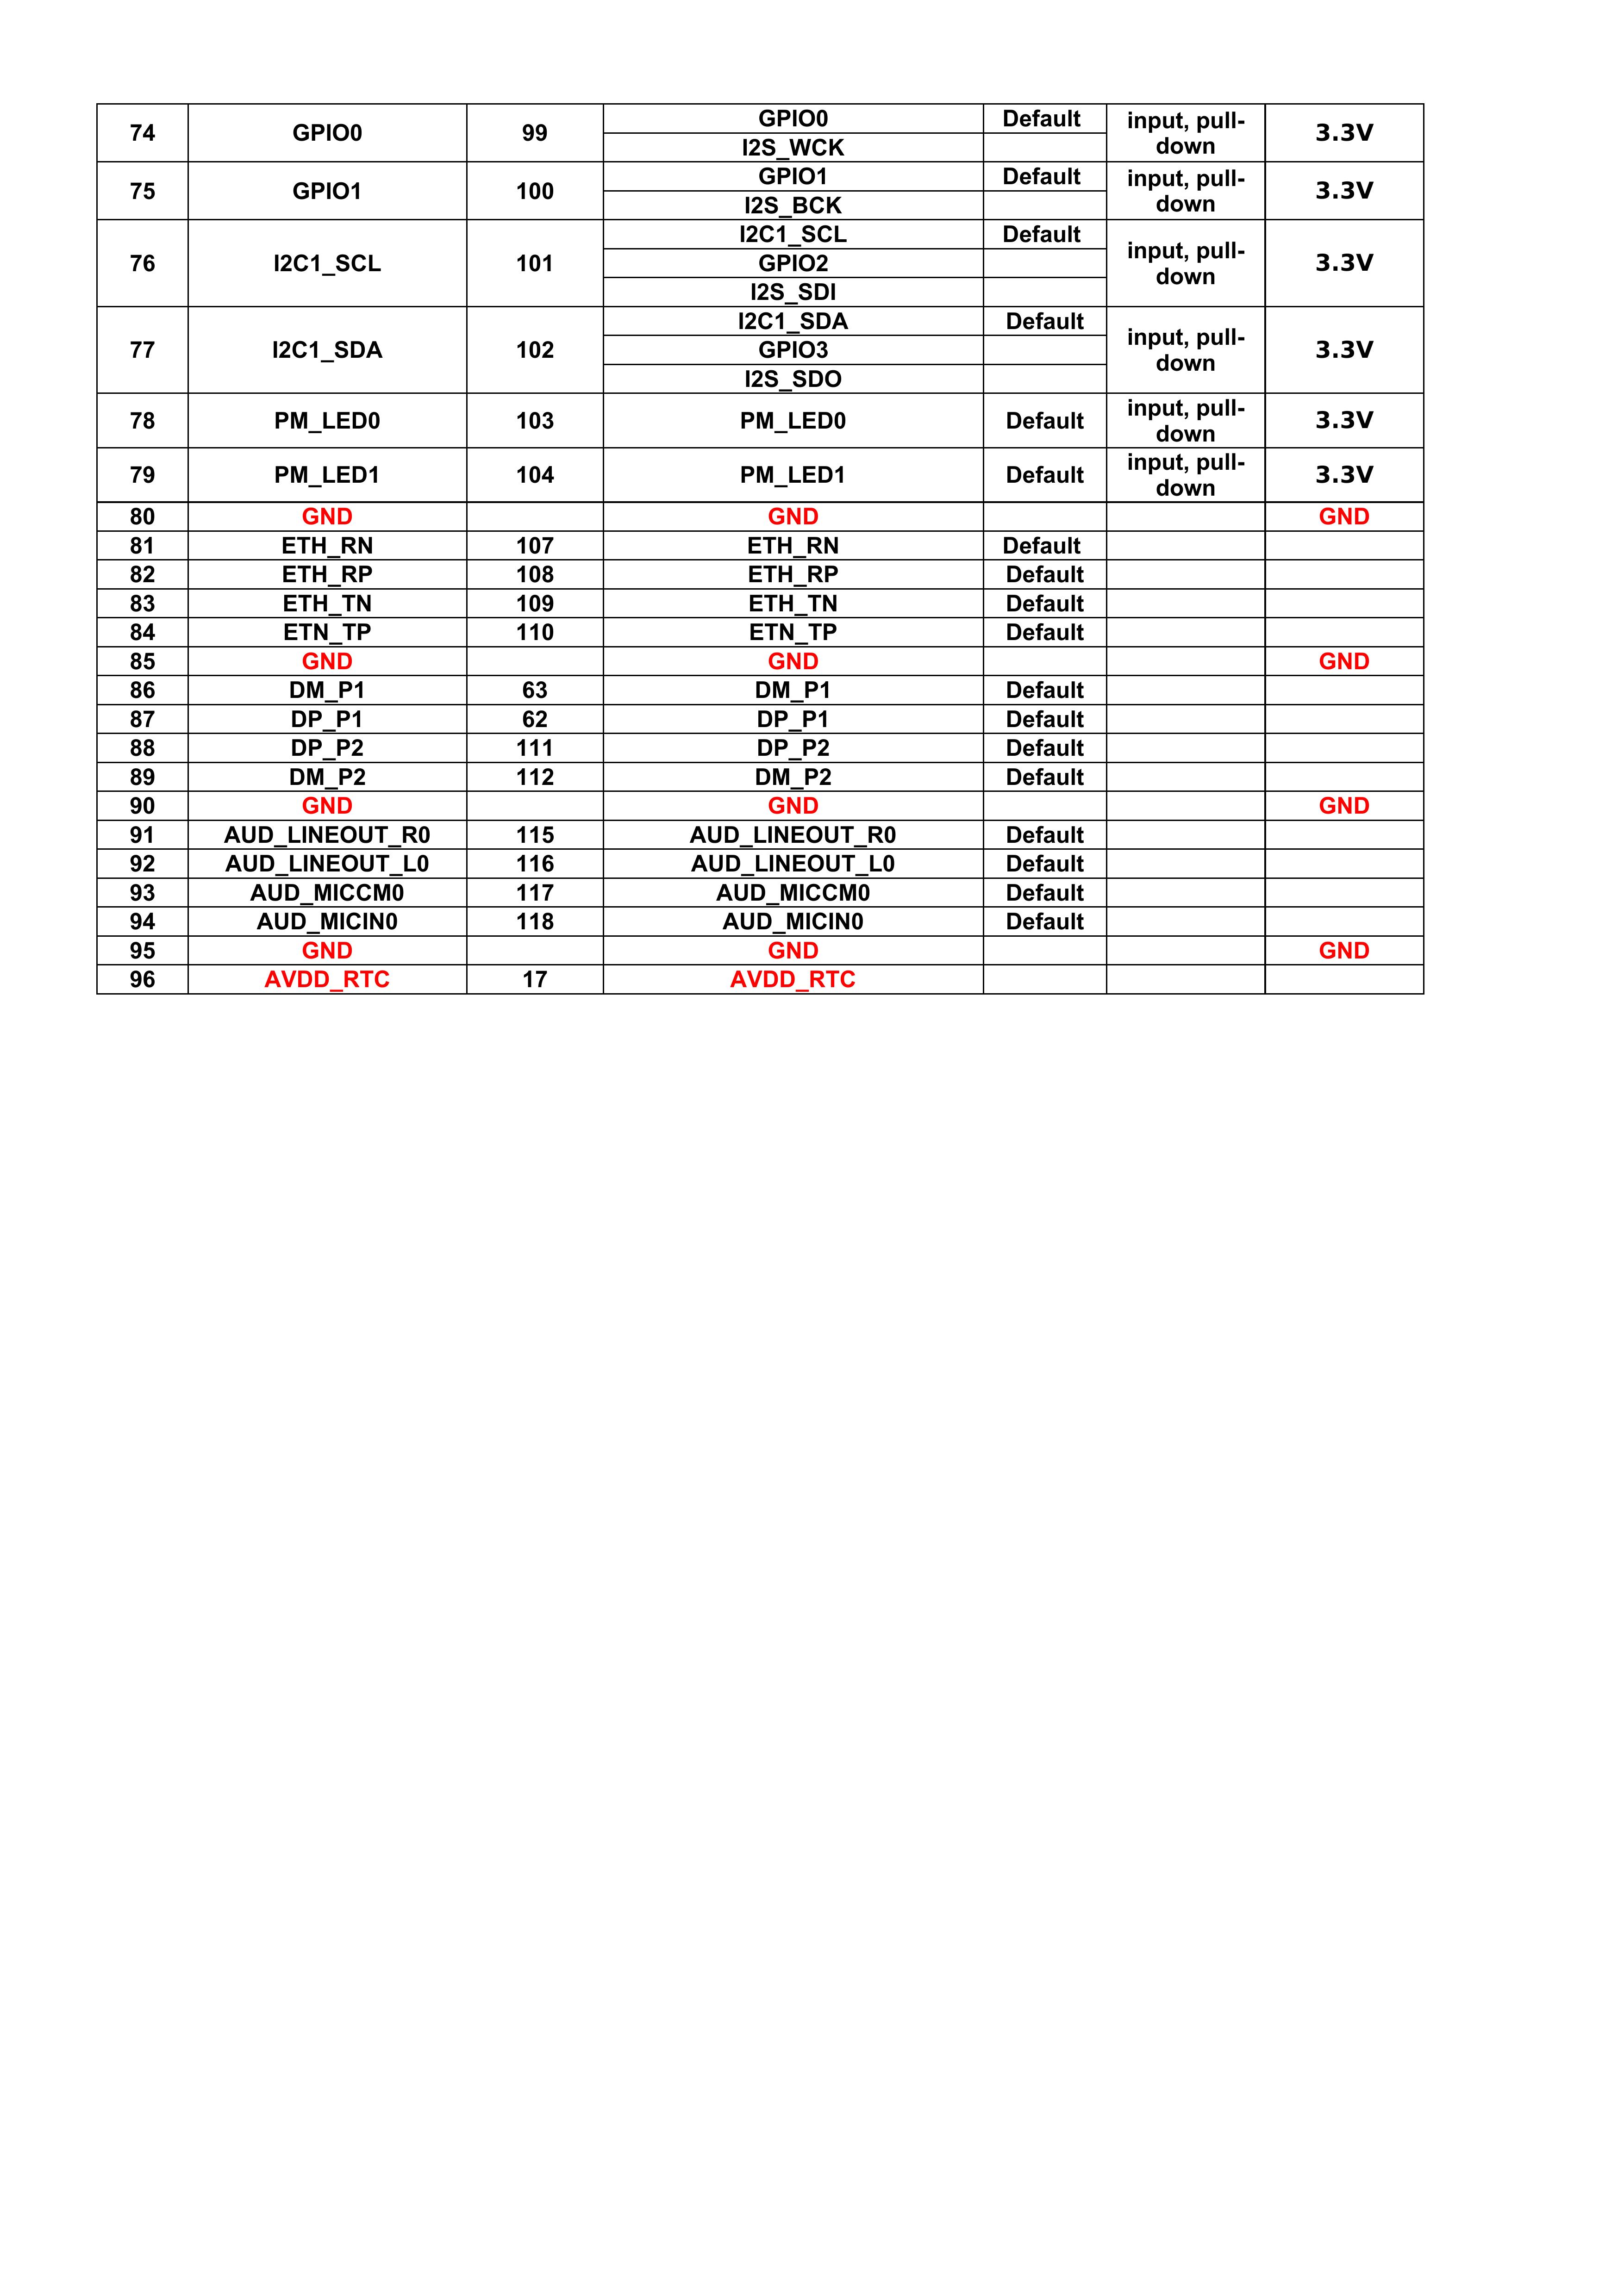 74 GPIO0 99 GPIO0 Default input, pull-down 3.3V
I2S_WCK
75 GPIO1 100 GPIO1 Default input, pull-down 3.3V
I2S_BCK
76 I2C1_SCL 101 I2C1_SCL Default input, pull-down 3.3V
GPIO2
I2S_SDI
77 I2C1_SDA 102 I2C1_SDA Default input, pull-down 3.3V
GPIO3
I2S_SDO
78 PM_LED0 103 PM_LED0 Default input, pull-down 3.3V
79 PM_LED1 104 PM_LED1 Default input, pull-down 3.3V
80 GND GND GND
81 ETH_RN 107 ETH_RN Default
82 ETH_RP 108 ETH_RP Default
83 ETH_TN 109 ETH_TN Default
84 ETN_TP 110 ETN_TP Default
85 GND GND GND
86 DM_P1 63 DM_P1 Default
87 DP_P1 62 DP_P1 Default
88 DP_P2 111 DP_P2 Default
89 DM_P2 112 DM_P2 Default
90 GND GND GND
91 AUD_LINEOUT_R0 115 AUD_LINEOUT_R0 Default
92 AUD_LINEOUT_L0 116 AUD_LINEOUT_L0 Default
93 AUD_MICCM0 117 AUD_MICCM0 Default
94 AUD_MICIN0 118 AUD_MICIN0 Default
95 GND GND GND
96 AVDD_RTC 17 AVDD_RTC